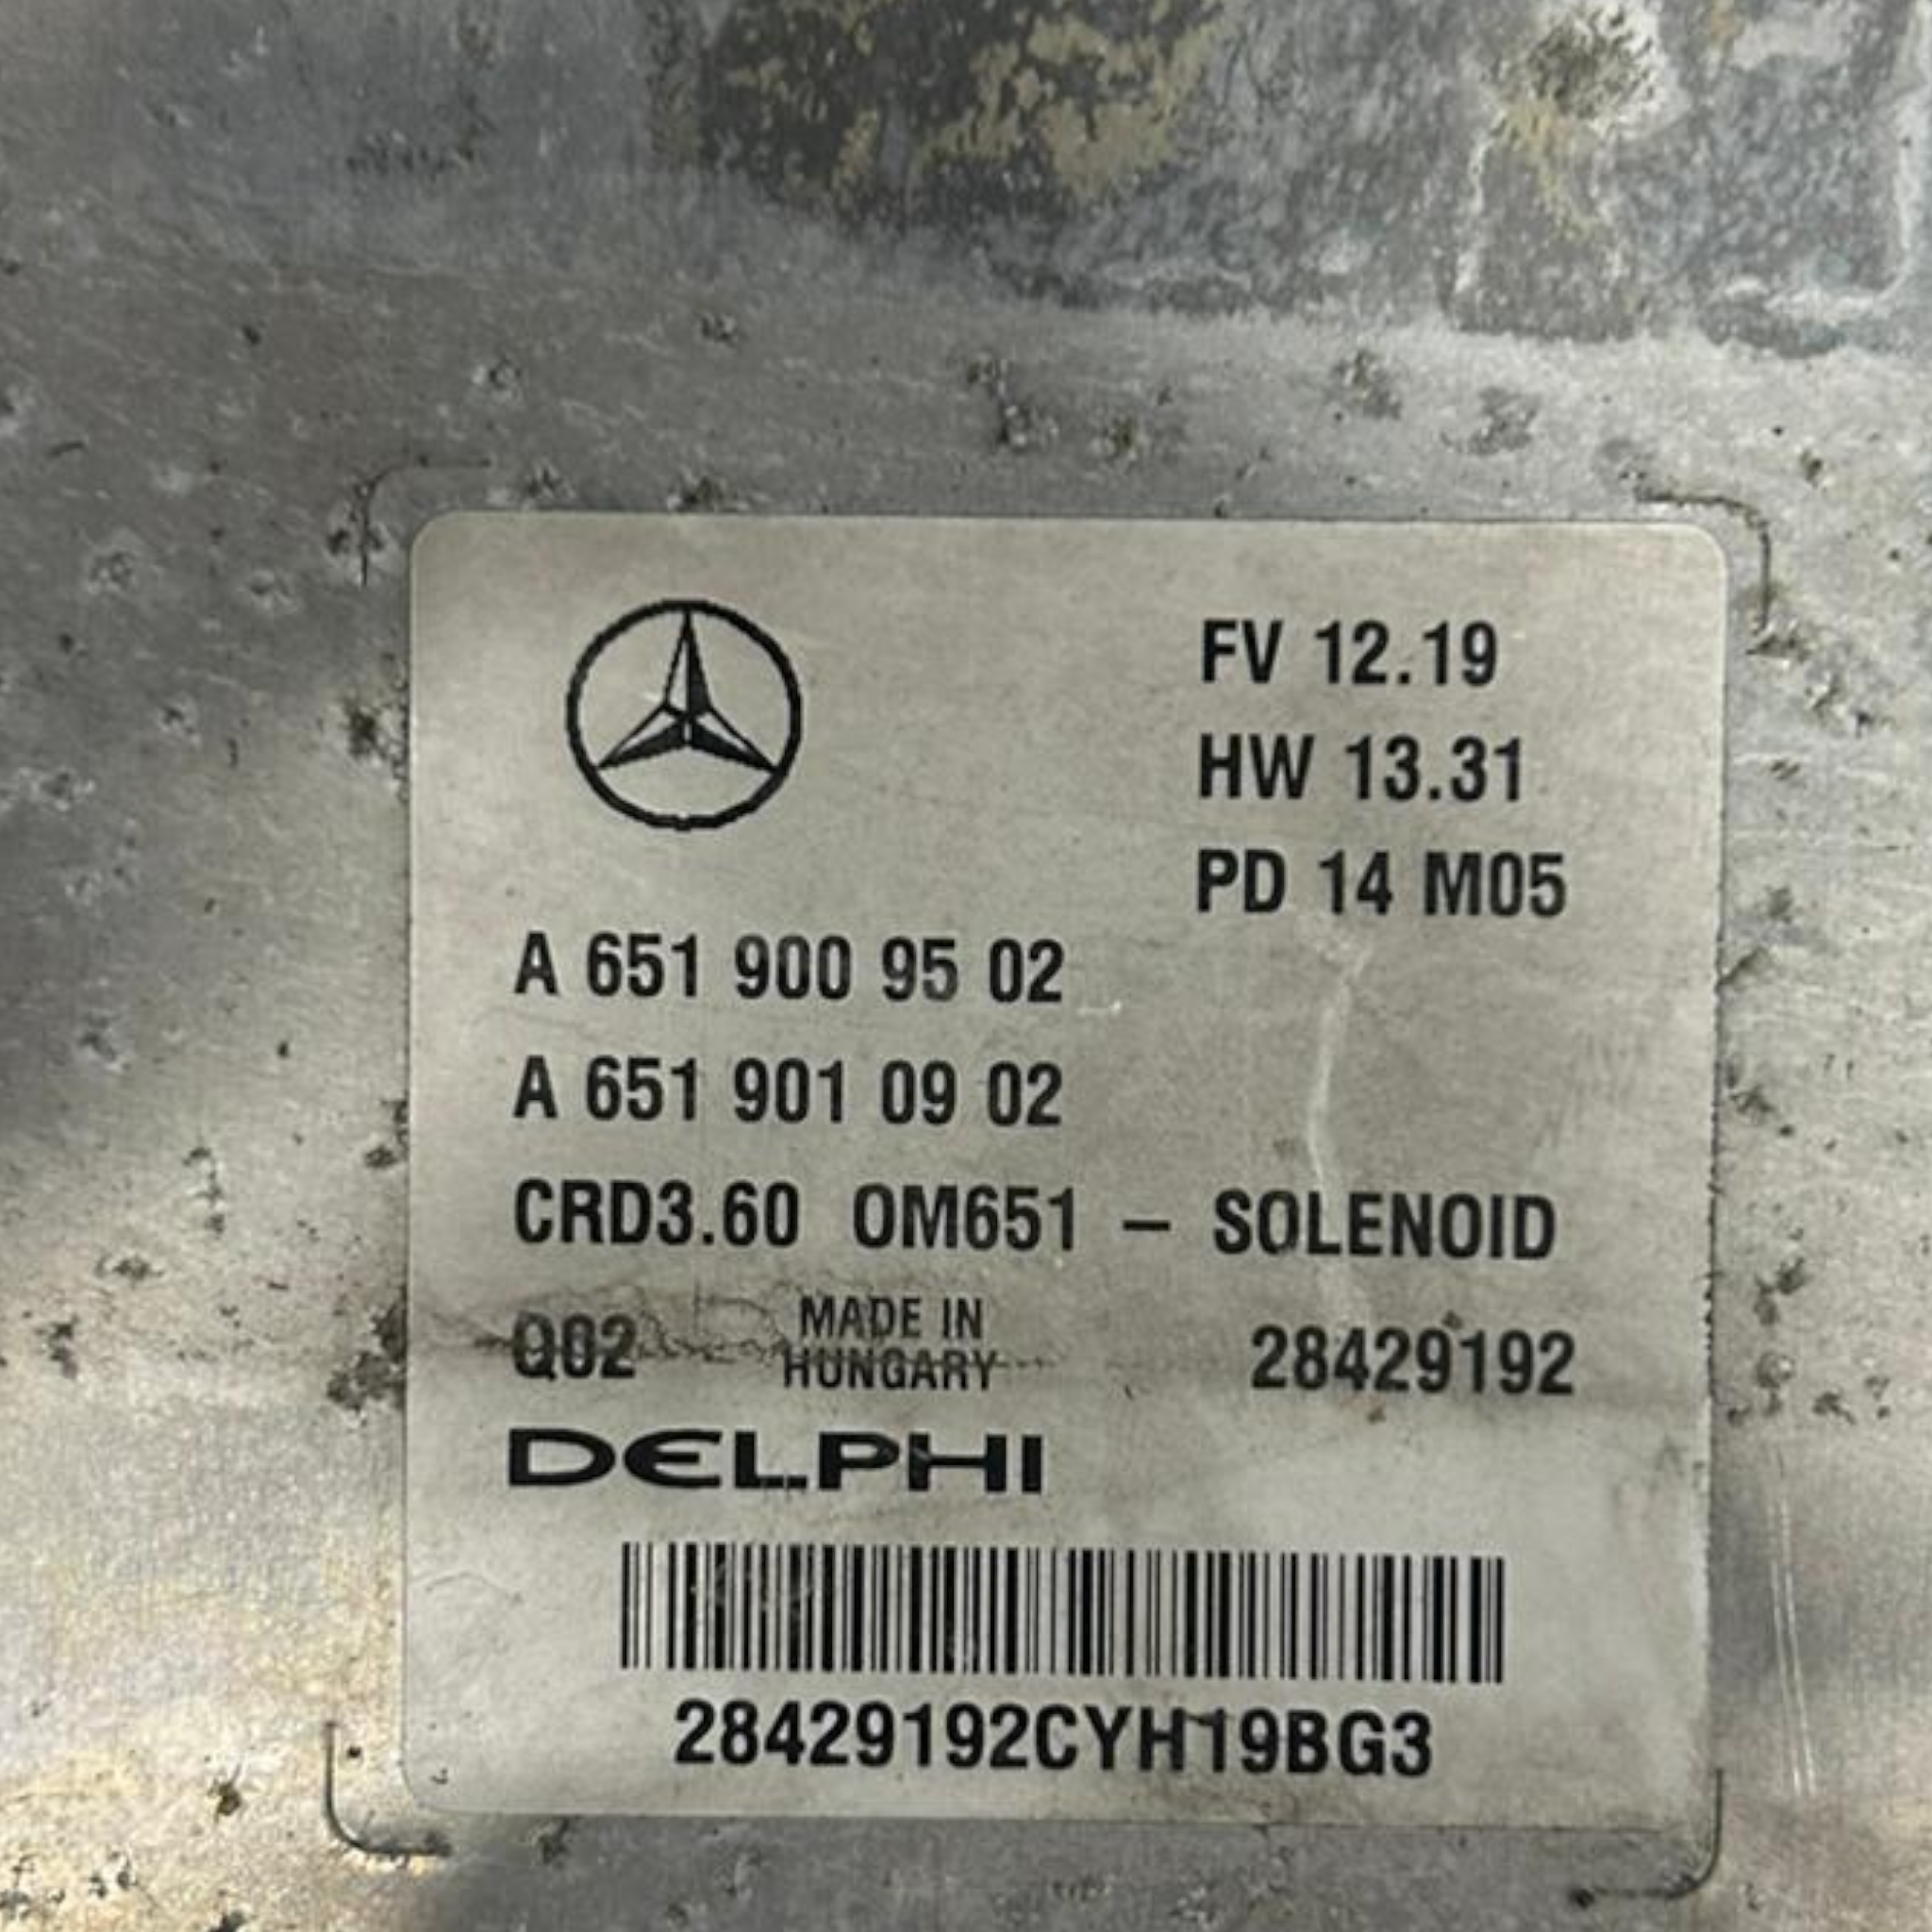 FV 12.19
HW 13.31
PD 14 M05
A 651 900 95 02
A 651 901 09 02
CRD3.60 OM651 – SOLENOID
Q02 MADE IN HUNGARY 28429192
DELPHI
28429192CYH19BG3